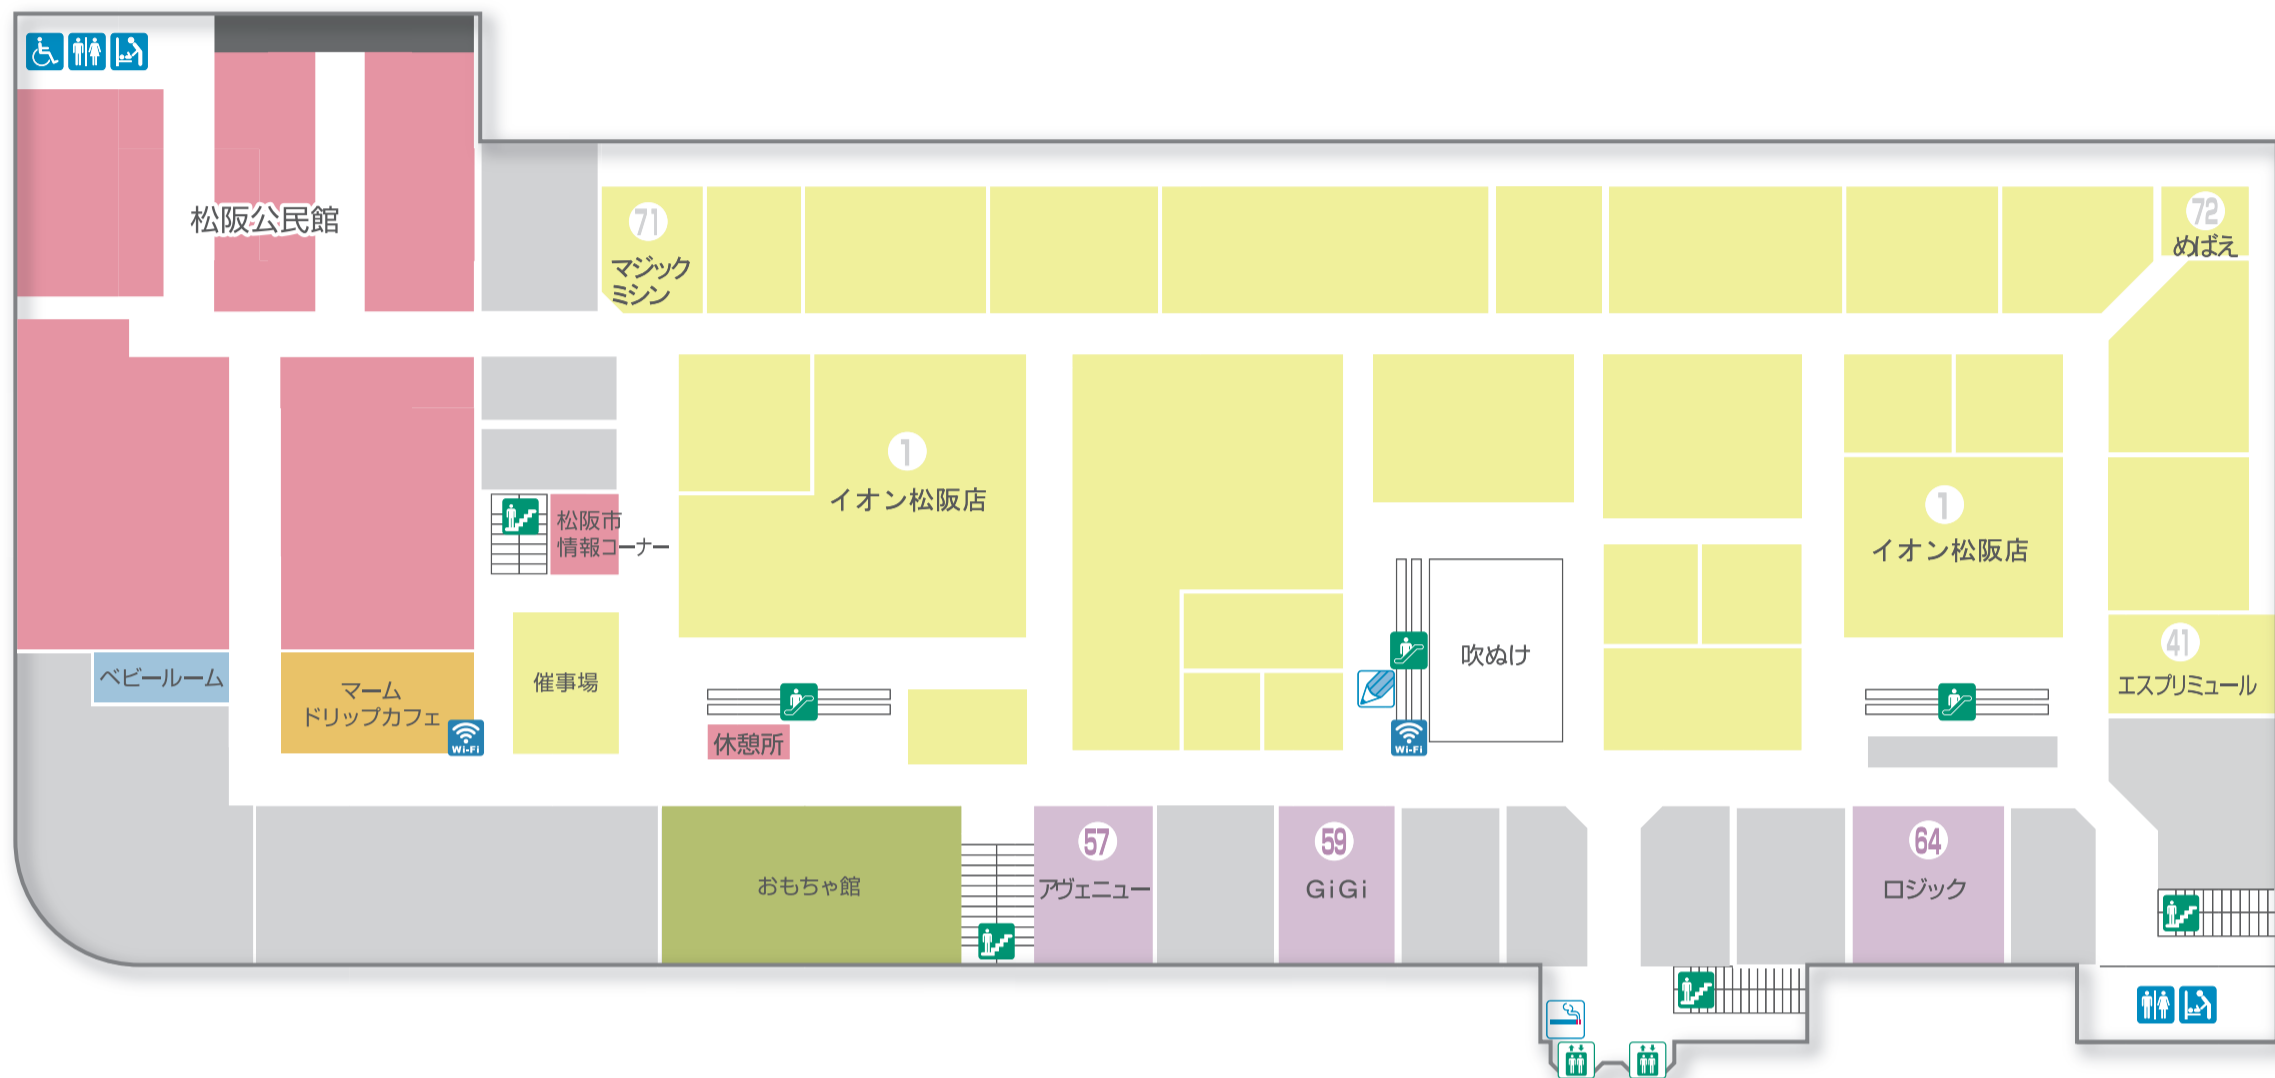 松阪公民館
71
マジック
ミシン
72
めばえ
1
イオン松阪店
1
イオン松阪店
松阪市
情報コーナー
吹ぬけ
41
エスプリミュール
ベビールーム
マーム
ドリップカフェ
Wi-Fi
催事場
休憩所
Wi-Fi
おもちゃ館
57
アヴェニュー
59
GiGi
64
ロジック